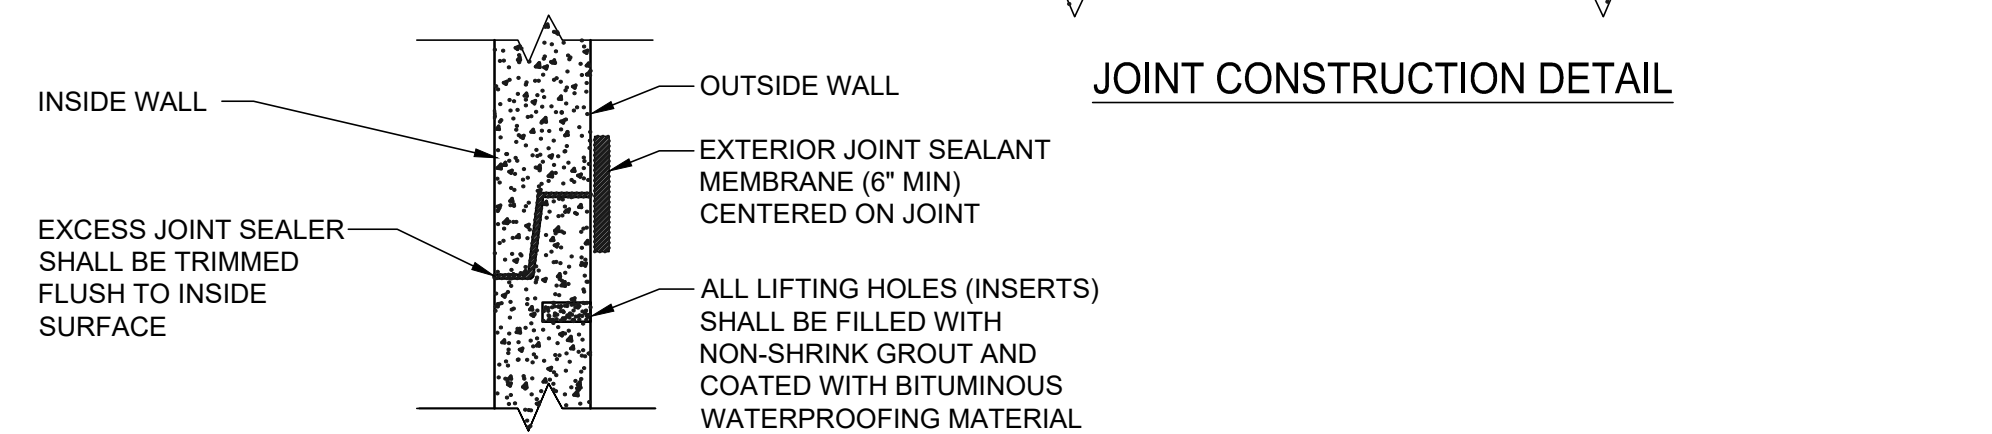 INSIDE WALL
EXCESS JOINT SEALER
SHALL BE TRIMMED
FLUSH TO INSIDE
SURFACE
OUTSIDE WALL
EXTERIOR JOINT SEALANT
MEMBRANE (6" MIN)
CENTERED ON JOINT
ALL LIFTING HOLES (INSERTS)
SHALL BE FILLED WITH
NON-SHRINK GROUT AND
COATED WITH BITUMINOUS
WATERPROOFING MATERIAL
JOINT CONSTRUCTION DETAIL